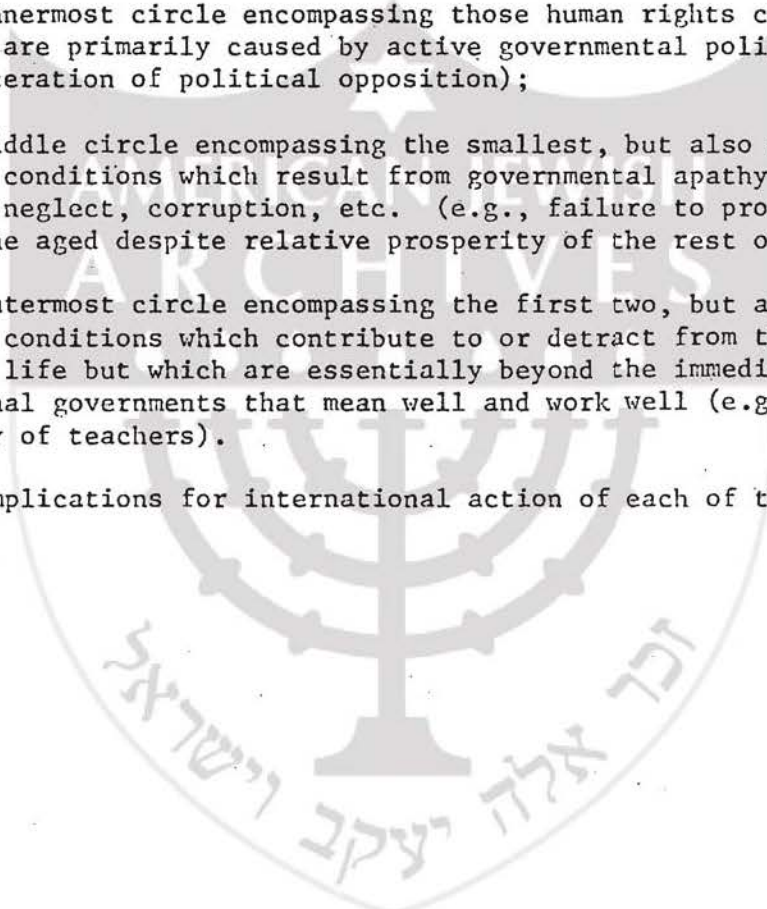 nnermost circle encompassing those human rights c
are primarily caused by active governmental poli
eration of political opposition);
ddle circle encompassing the smallest, but also
conditions which result from governmental apathy
neglect, corruption, etc. (e.g., failure to pro
e aged despite relative prosperity of the rest o
utermost circle encompassing the first two, but a
conditions which contribute to or detract from t
life but which are essentially beyond the immedi
nal governments that mean well and work well (e.g
y of teachers).
mplications for international action of each of t
AMERICAN JEWISH
ARCHIVES
זכר אלה יעקב וישראל